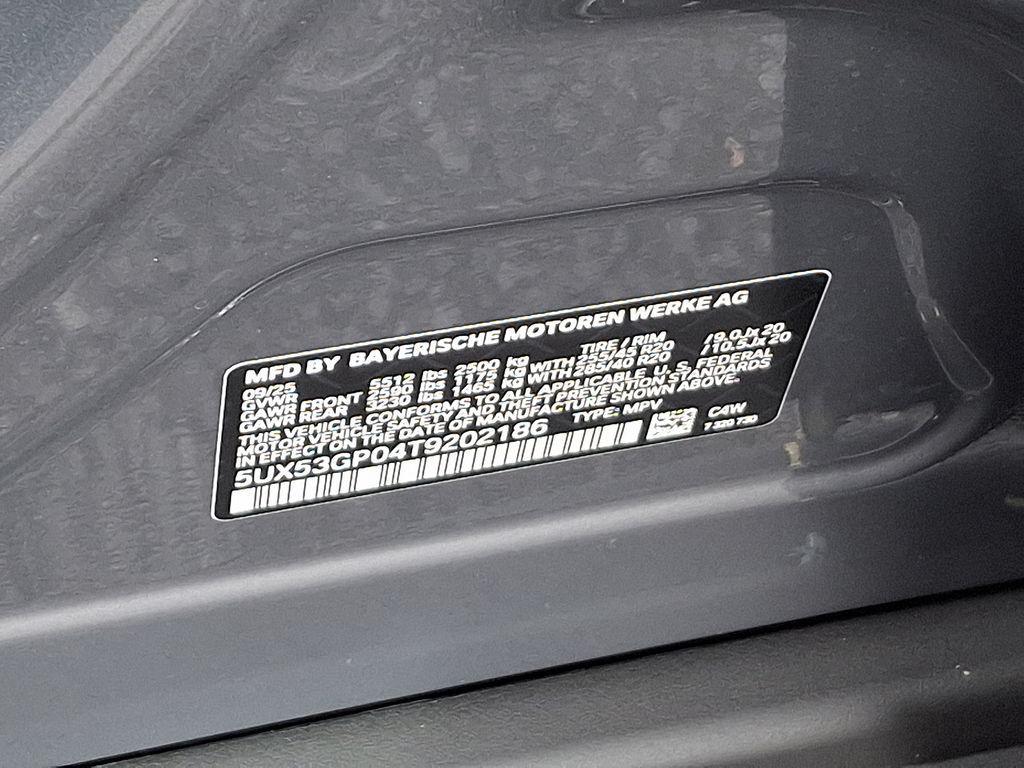 MFD BY BAYERISCHE MOTOREN WERKE AG
09/25 TIRE / RIM
GVWR 5512 lbs 2500 kg
GAWR FRONT 2590 lbs 1175 kg WITH 255/45 R20 /9.0Jx20
GAWR REAR 3230 lbs 1465 kg WITH 285/40 R20 /10.5Jx20
THIS VEHICLE CONFORMS TO ALL APPLICABLE U. S. FEDERAL
MOTOR VEHICLE SAFETY AND THEFT PREVENTION STANDARDS
IN EFFECT ON THE DATE OF MANUFACTURE SHOWN ABOVE.
5UX53GP04T9202186 TYPE: MPV C4W